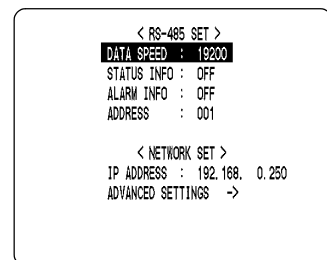 < RS-485 SET >
DATA SPEED : 19200
STATUS INFO : OFF
ALARM INFO : OFF
ADDRESS : 001
< NETWORK SET >
IP ADDRESS : 192.168. 0.250
ADVANCED SETTINGS ->